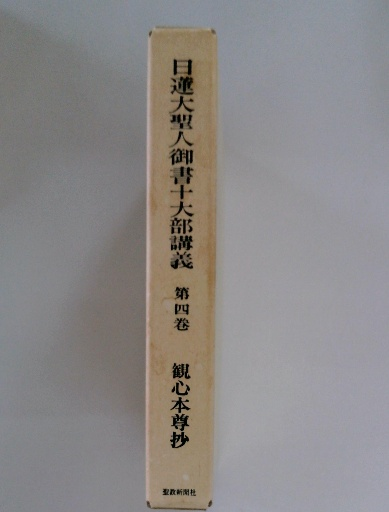 日蓮大聖人御書十大部講義
第四巻
観心本尊抄
聖教新聞社